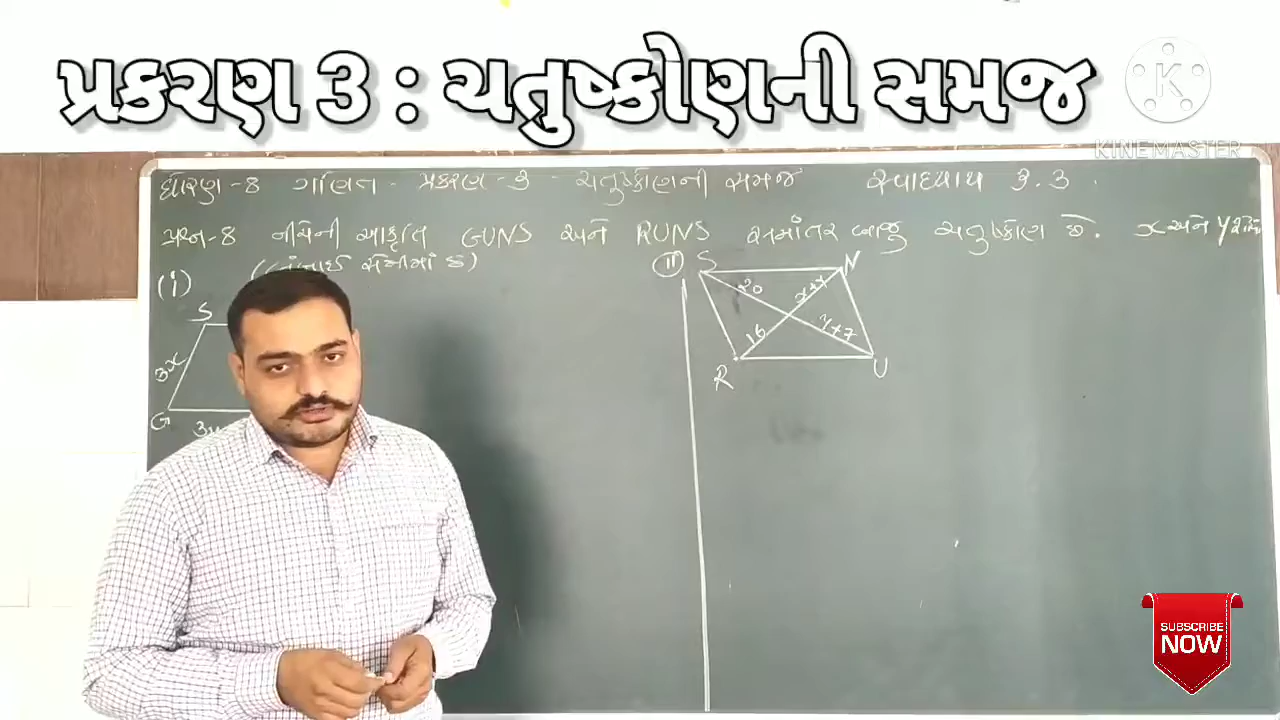 પ્રકરણ 3 : ચતુષ્કોણની સમજ
K
KINEMASTER
ધોરણ - 8 ગણિત - પ્રકરણ - 3 - ચતુષ્કોણની સમજ સ્વાધ્યાય 3.3
પ્રશ્ન-8 નીચેની આકૃતિ GUNS અને RUNS સમાંતર બાજુ ચતુષ્કોણ છે. x અને y શોધો
(લંબાઈ સેમીમાં છે)
(i)
S
3x
G
(ii)
S N
20 x+y
16 y+7
R U
SUBSCRIBE
NOW